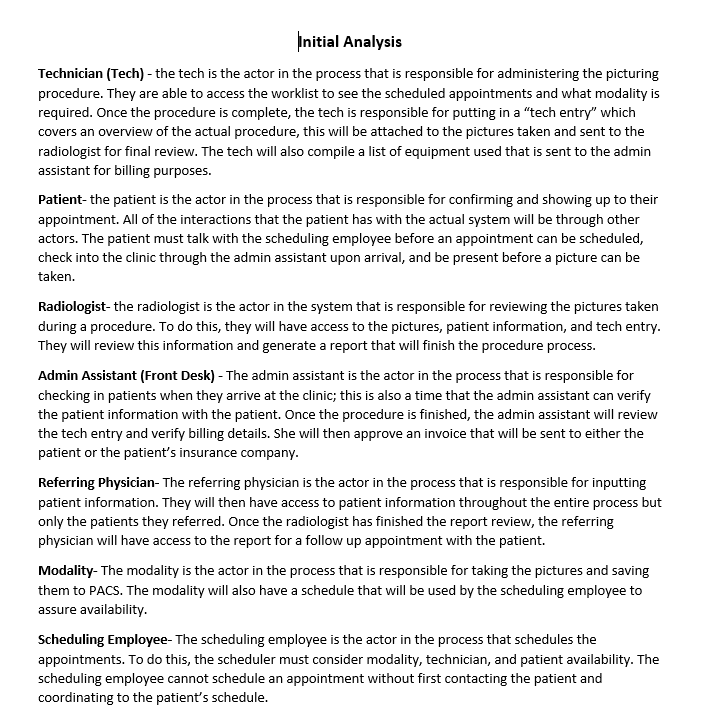 Initial Analysis
Technician (Tech) - the tech is the actor in the process that is responsible for administering the picturing
procedure. They are able to access the worklist to see the scheduled appointments and what modality is
required. Once the procedure is complete, the tech is responsible for putting in a “tech entry” which
covers an overview of the actual procedure, this will be attached to the pictures taken and sent to the
radiologist for final review. The tech will also compile a list of equipment used that is sent to the admin
assistant for billing purposes.
Patient- the patient is the actor in the process that is responsible for confirming and showing up to their
appointment. All of the interactions that the patient has with the actual system will be through other
actors. The patient must talk with the scheduling employee before an appointment can be scheduled,
check into the clinic through the admin assistant upon arrival, and be present before a picture can be
taken.
Radiologist- the radiologist is the actor in the system that is responsible for reviewing the pictures taken
during a procedure. To do this, they will have access to the pictures, patient information, and tech entry.
They will review this information and generate a report that will finish the procedure process.
Admin Assistant (Front Desk) - The admin assistant is the actor in the process that is responsible for
checking in patients when they arrive at the clinic; this is also a time that the admin assistant can verify
the patient information with the patient. Once the procedure is finished, the admin assistant will review
the tech entry and verify billing details. She will then approve an invoice that will be sent to either the
patient or the patient’s insurance company.
Referring Physician- The referring physician is the actor in the process that is responsible for inputting
patient information. They will then have access to patient information throughout the entire process but
only the patients they referred. Once the radiologist has finished the report review, the referring
physician will have access to the report for a follow up appointment with the patient.
Modality- The modality is the actor in the process that is responsible for taking the pictures and saving
them to PACS. The modality will also have a schedule that will be used by the scheduling employee to
assure availability.
Scheduling Employee- The scheduling employee is the actor in the process that schedules the
appointments. To do this, the scheduler must consider modality, technician, and patient availability. The
scheduling employee cannot schedule an appointment without first contacting the patient and
coordinating to the patient’s schedule.